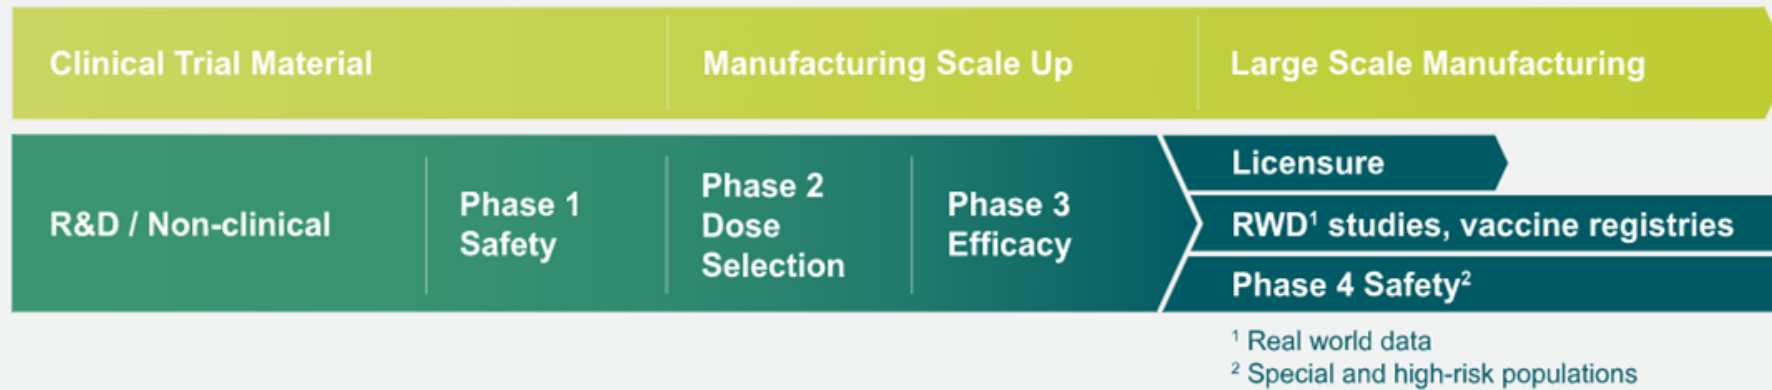 Clinical Trial Material
Manufacturing Scale Up
Large Scale Manufacturing
R&D / Non-clinical
Phase 1
Safety
Phase 2
Dose
Selection
Phase 3
Efficacy
Licensure
RWD¹ studies, vaccine registries
Phase 4 Safety²
¹ Real world data
² Special and high-risk populations